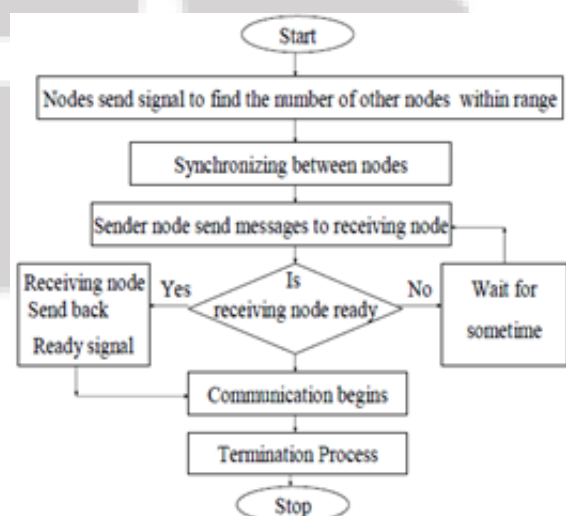 Start
Nodes send signal to find the number of other nodes within range
Synchronizing between nodes
Sender node send messages to receiving node
Is
receiving node ready
Yes
No
Receiving node
Send back
Ready signal
Wait for
sometime
Communication begins
Termination Process
Stop